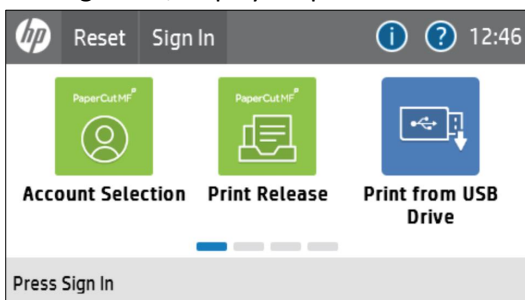 hp Reset Sign In i ? 12:46
PaperCut MF PaperCut MF
Account Selection Print Release Print from USB
Drive
Press Sign In